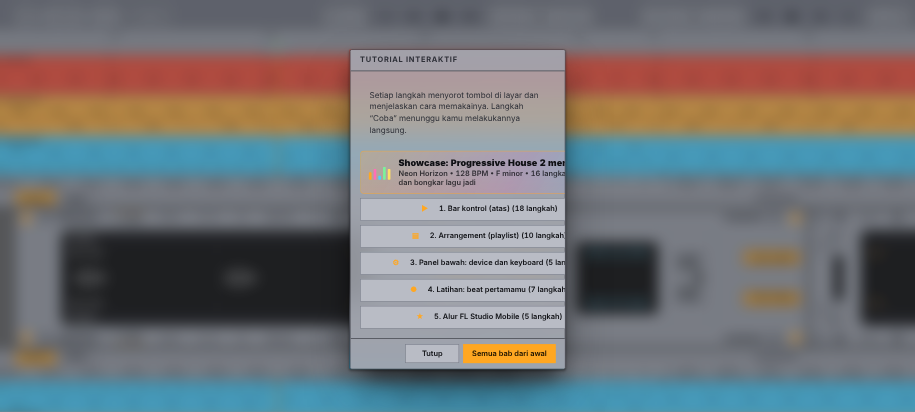 TUTORIAL INTERAKTIF
Setiap langkah menyorot tombol di layar dan
menjelaskan cara memakainya. Langkah
"Coba" menunggu kamu melakukannya
langsung.
Showcase: Progressive House 2 men
Neon Horizon • 128 BPM • F minor • 16 langka
dan bongkar lagu jadi
1. Bar kontrol (atas) (18 langkah)
2. Arrangement (playlist) (10 langkah
3. Panel bawah: device dan keyboard (5 lan
4. Latihan: beat pertamamu (7 langkah
5. Alur FL Studio Mobile (5 langkah)
Tutup
Semua bab dari awal